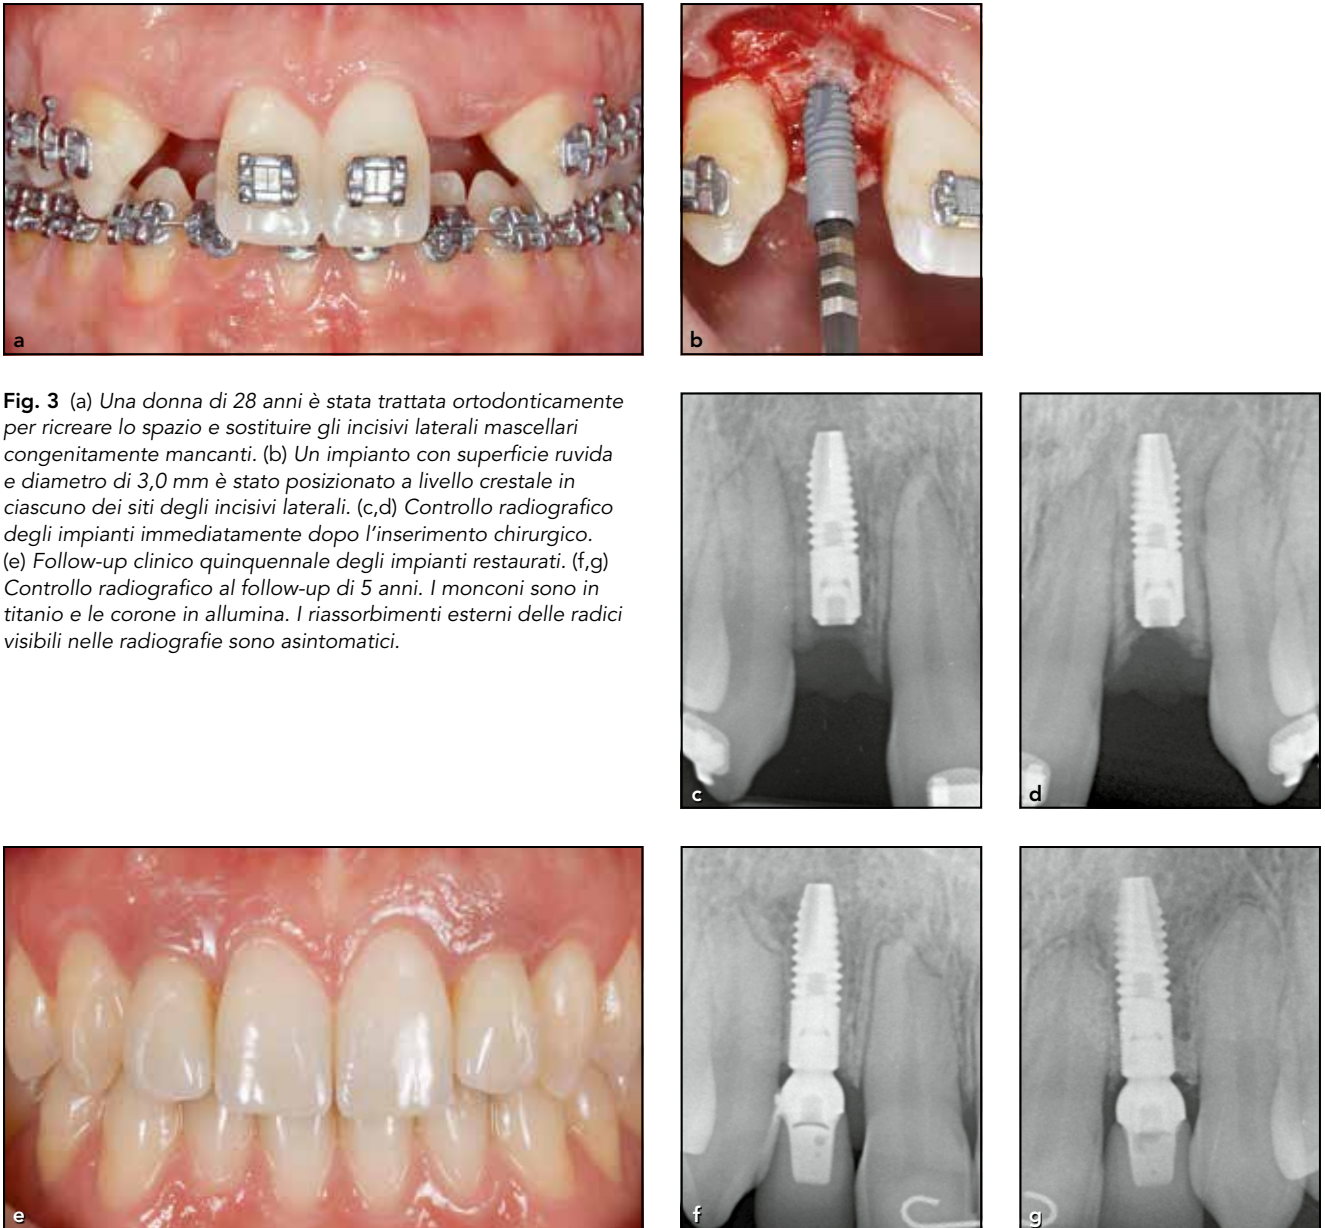 a
b
Fig. 3 (a) Una donna di 28 anni è stata trattata ortodonticamente
per ricreare lo spazio e sostituire gli incisivi laterali mascellari
congenitamente mancanti. (b) Un impianto con superficie ruvida
e diametro di 3,0 mm è stato posizionato a livello crestale in
ciascuno dei siti degli incisivi laterali. (c,d) Controllo radiografico
degli impianti immediatamente dopo l’inserimento chirurgico.
(e) Follow-up clinico quinquennale degli impianti restaurati. (f,g)
Controllo radiografico al follow-up di 5 anni. I monconi sono in
titanio e le corone in allumina. I riassorbimenti esterni delle radici
visibili nelle radiografie sono asintomatici.
c
d
e
f
g